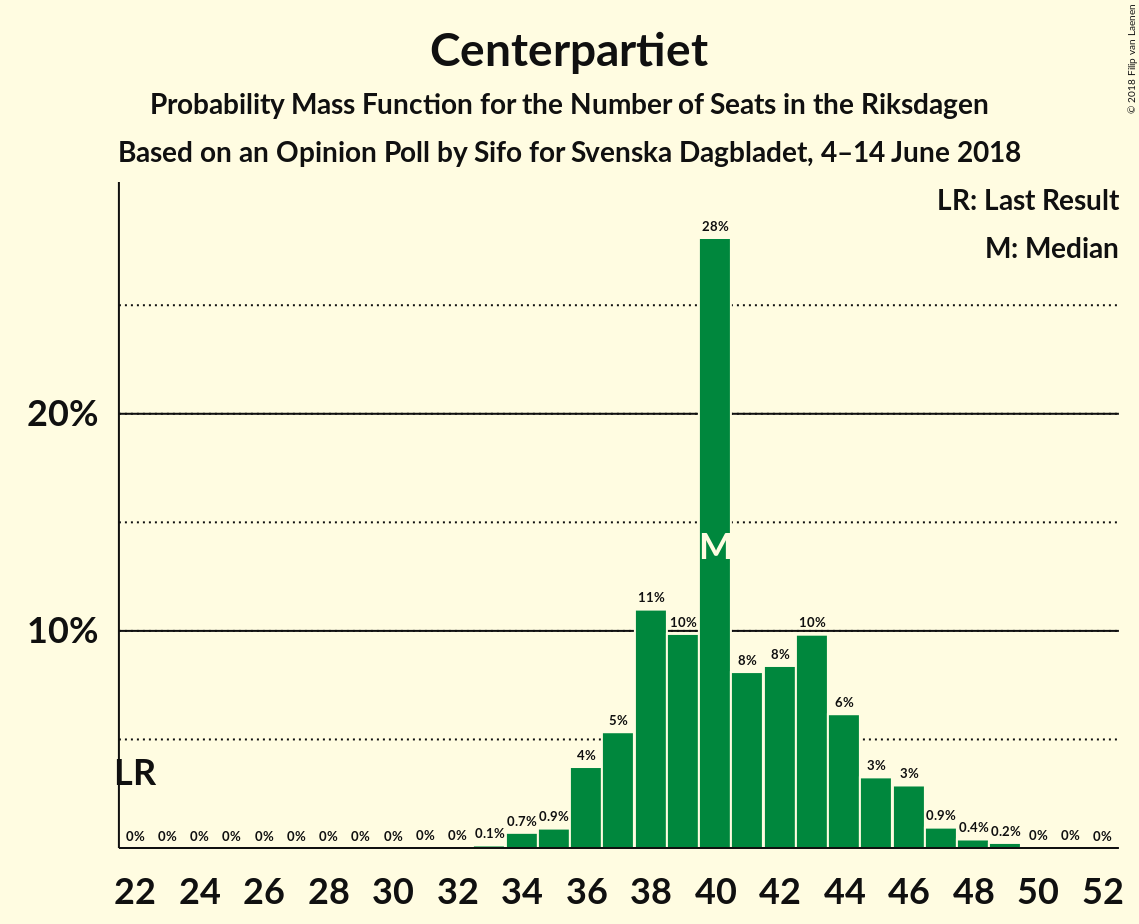 Centerpartiet
Probability Mass Function for the Number of Seats in the Riksdagen
Based on an Opinion Poll by Sifo for Svenska Dagbladet, 4–14 June 2018
© 2018 Filip van Laenen
LR: Last Result
M: Median
20%
10%
LR
M
0% 0% 0% 0% 0% 0% 0% 0% 0% 0% 0% 0.1% 0.7% 0.9% 4% 5% 11% 10% 28% 8% 8% 10% 6% 3% 3% 0.9% 0.4% 0.2% 0% 0% 0%
22 24 26 28 30 32 34 36 38 40 42 44 46 48 50 52